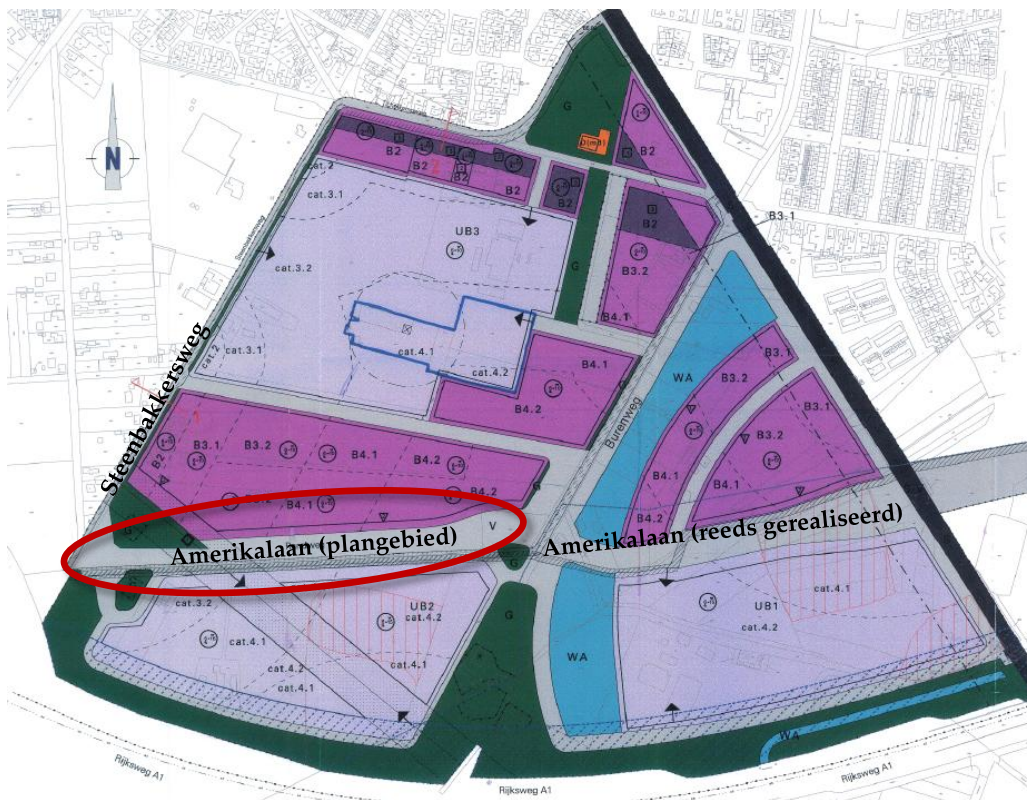 N
G
B2
B2
B2
B2
B2
B2
B2
B2
cat.2
cat.3.1
UB3
cat.3.2
B3.1
B3.2
G
B4.1
WA
cat.3.1
cat.2
cat.4.1
cat.4.2
B4.1
B4.2
B3.1
B3.2
B3.1
B3.2
B4.1
B4.2
Steenbakkersweg
Burenweg
B2
B3.1
B3.2
B4.1
B4.2
B4.1
B4.2
G
G
V
Amerikalaan (plangebied)
Amerikalaan (reeds gerealiseerd)
G
G
cat.3.2
cat.4.1
UB2
cat.4.2
cat.4.2
cat.4.1
cat.4.1
WA
UB1
cat.4.2
cat.4.1
WA
Rijksweg A1
Rijksweg A1
Rijksweg A1